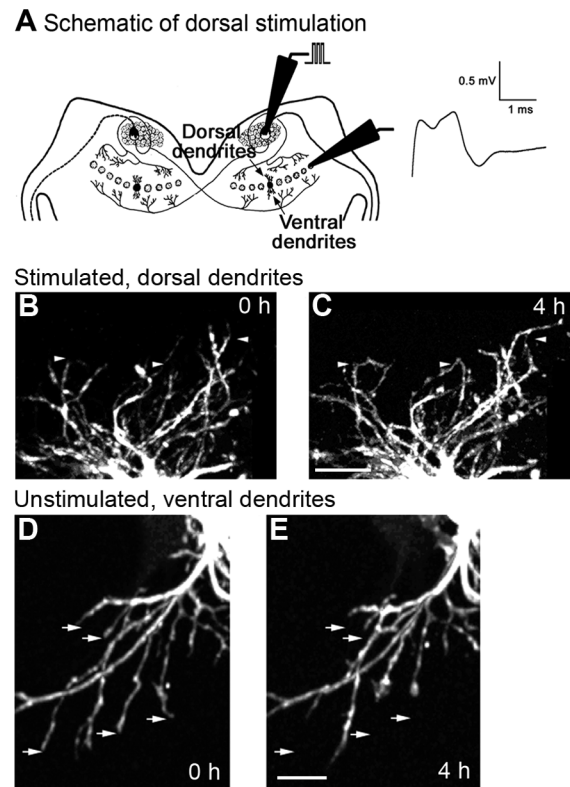 A Schematic of dorsal stimulation
0.5 mV
1 ms
Dorsal
dendrites
Ventral
dendrites
Stimulated, dorsal dendrites
B
0 h
C
4 h
Unstimulated, ventral dendrites
D
0 h
E
4 h